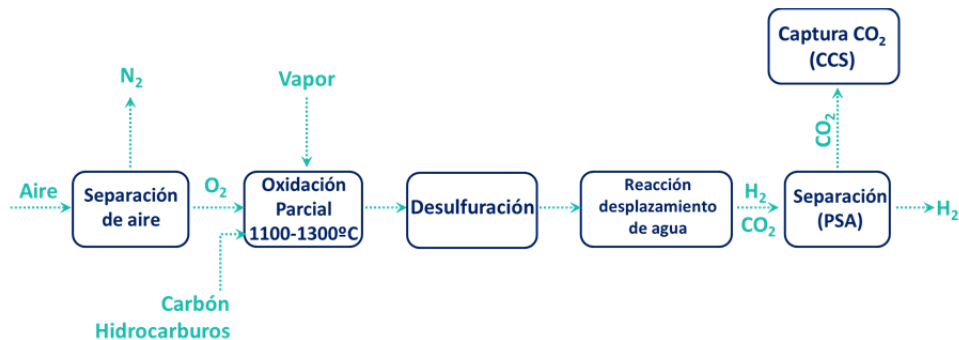 Captura CO₂
(CCS)
N₂
Vapor
CO₂
Aire
Separación
de aire
O₂
Oxidación
Parcial
1100-1300ºC
Desulfuración
Reacción
desplazamiento
de agua
H₂
CO₂
Separación
(PSA)
H₂
Carbón
Hidrocarburos